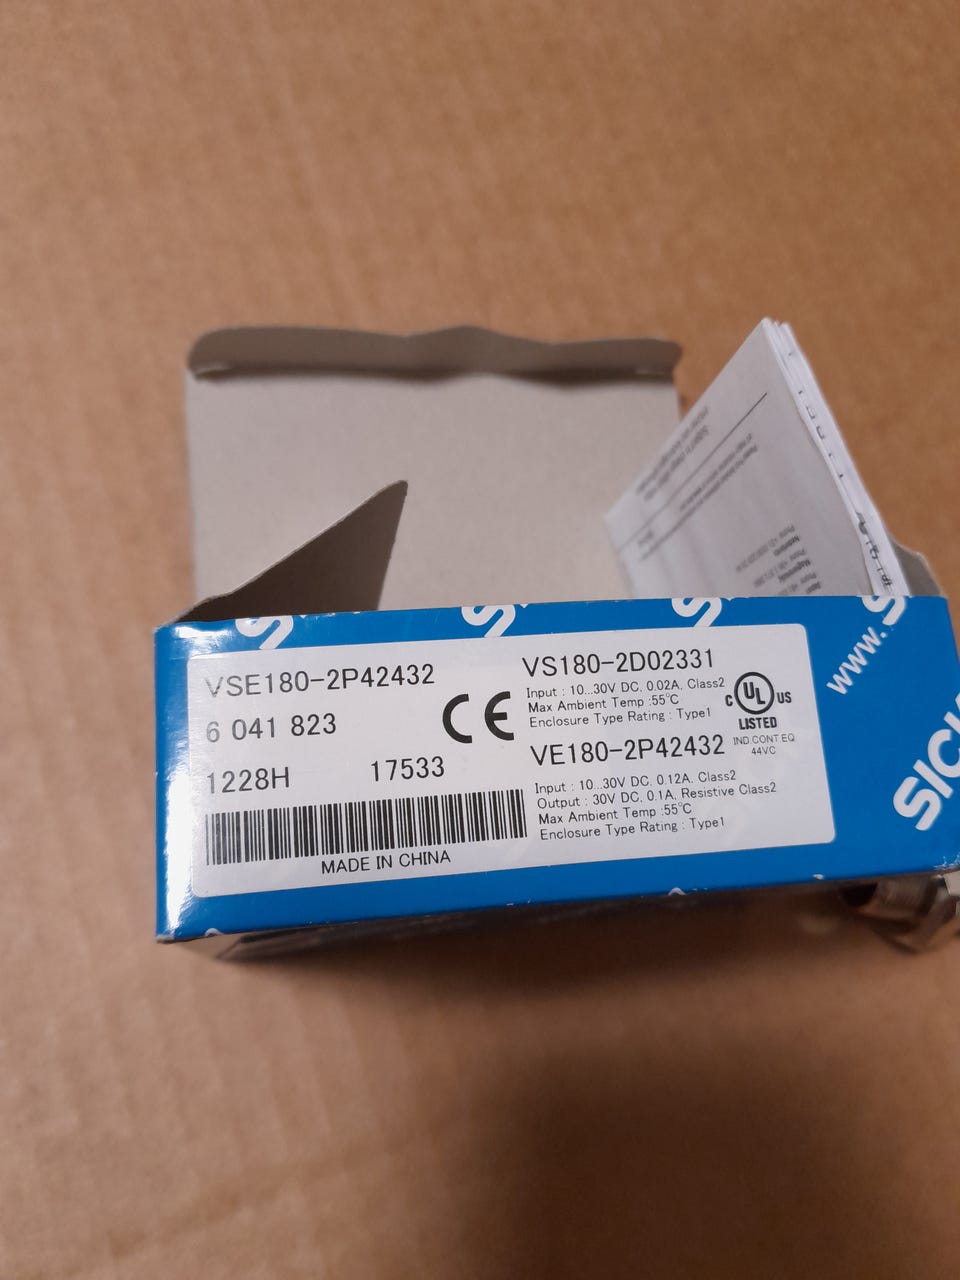 VSE180-2P42432
6 041 823
1228H 17533
MADE IN CHINA
CE
VS180-2D02331
Input : 10...30V DC, 0.02A, Class2
Max Ambient Temp :55℃
Enclosure Type Rating : Type1
VE180-2P42432
Input : 10...30V DC, 0.12A, Class2
Output : 30V DC, 0.1A, Resistive Class2
Max Ambient Temp :55℃
Enclosure Type Rating : Type1
C UL US
LISTED
IND.CONT.EQ
44VC
www.
SICK